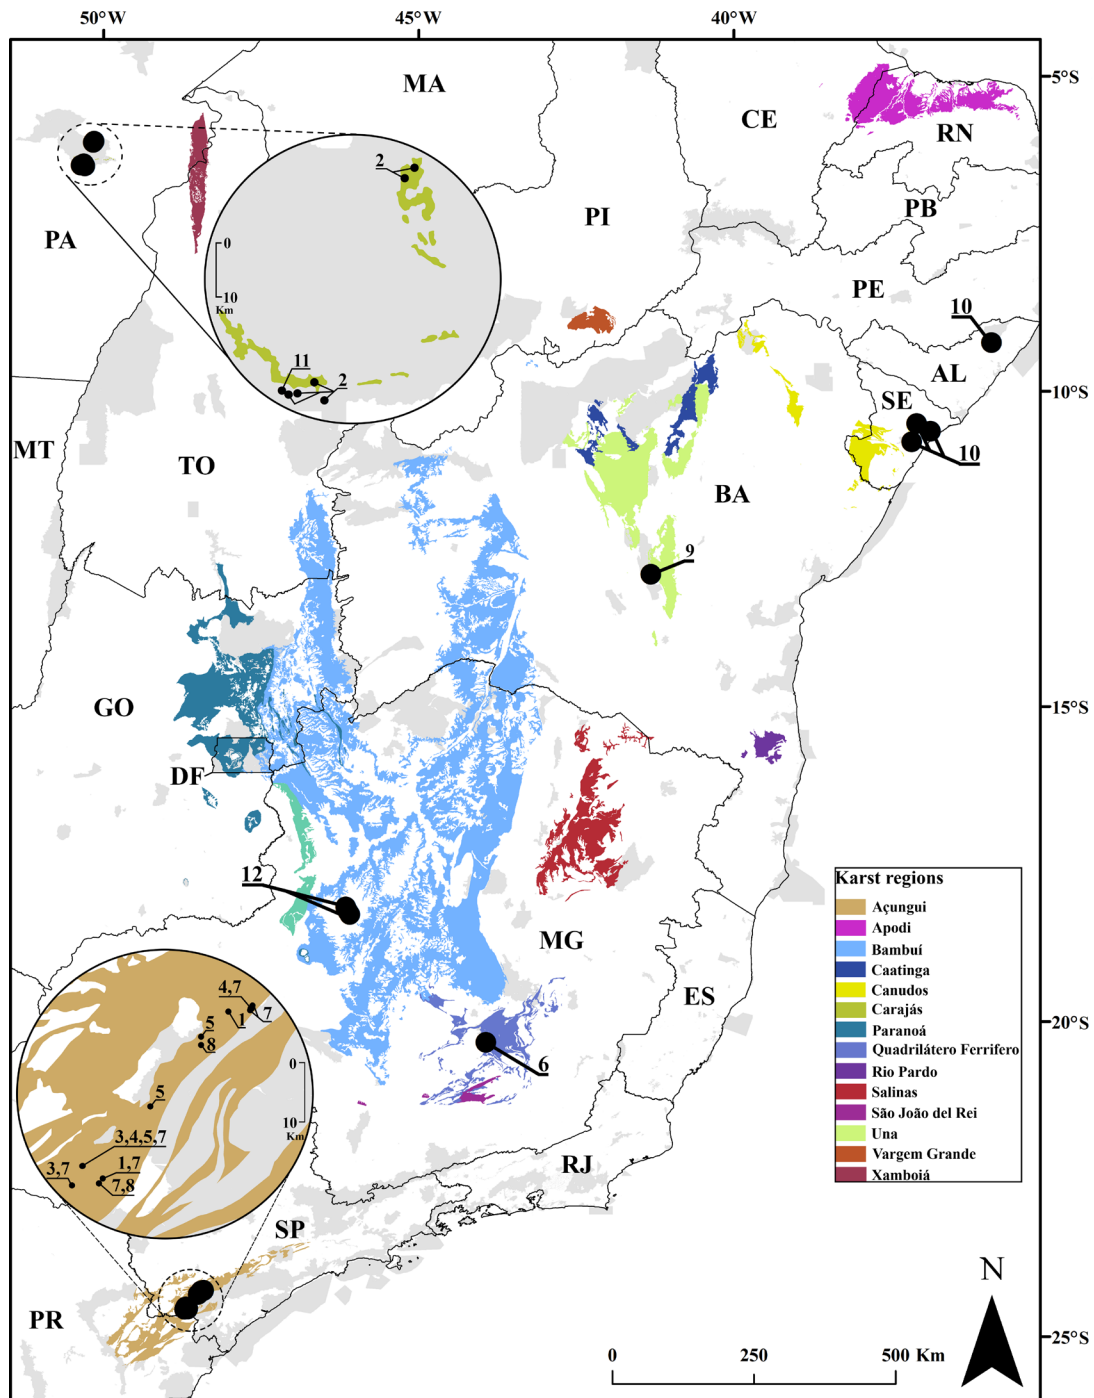 50°W
45°W
40°W
5°S
MA
CE
RN
PB
PA
PI
PE
2
0
10
Km
11
2
10
AL
10°S
SE
10
MT
TO
BA
9
GO
15°S
DF
12
MG
ES
Karst regions
Açungui
Apodi
Bambuí
Caatinga
Canudos
Carajás
Paranoá
Quadrilátero Ferrifero
Rio Pardo
Salinas
São João del Rei
Una
Vargem Grande
Xamboiá
4,7
1
7
5
8
0
10
Km
5
3,4,5,7
3,7
1,7
7,8
20°S
6
RJ
SP
PR
N
25°S
0
250
500 Km